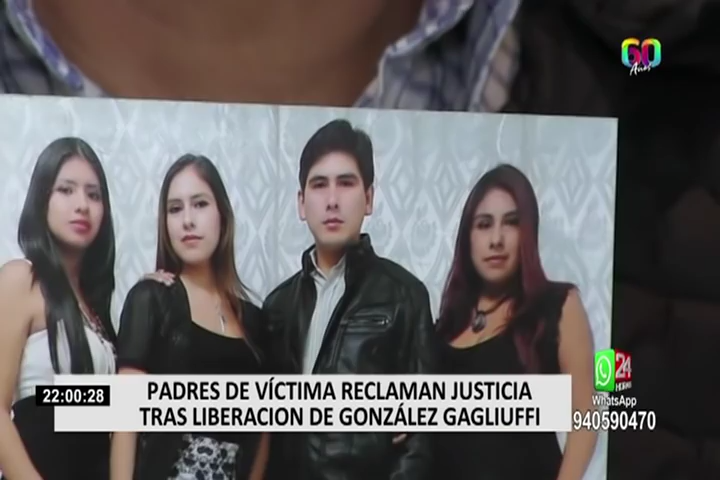 60
Años
24
HORAS
WhatsApp
940590470
22:00:28
PADRES DE VÍCTIMA RECLAMAN JUSTICIA
TRAS LIBERACION DE GONZÁLEZ GAGLIUFFI